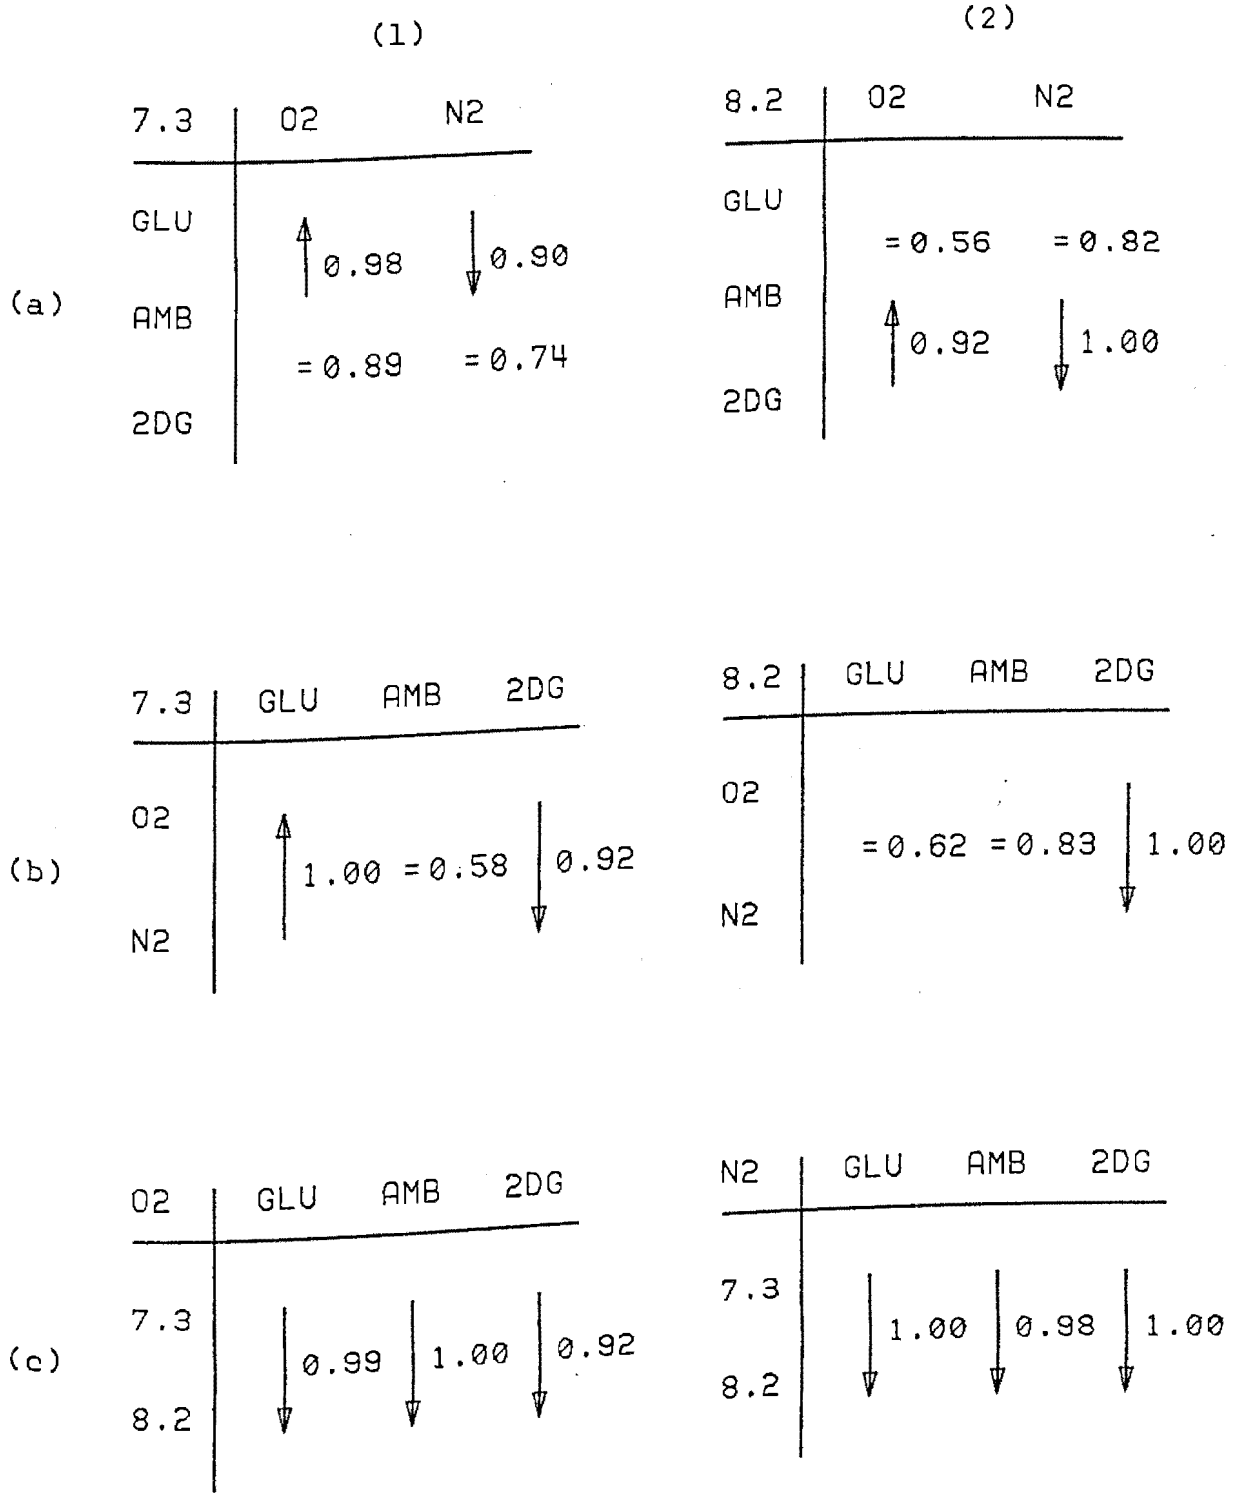 (1)
(2)
7.3 O2 N2
GLU
0.98 0.90
(a)
AMB
=0.89 =0.74
2DG
8.2 O2 N2
GLU
=0.56 =0.82
AMB
0.92 1.00
2DG
7.3 GLU AMB 2DG
O2
(b)
1.00 =0.58 0.92
N2
8.2 GLU AMB 2DG
O2
=0.62 =0.83 1.00
N2
O2 GLU AMB 2DG
7.3
(c)
0.99 1.00 0.92
8.2
N2 GLU AMB 2DG
7.3
1.00 0.98 1.00
8.2